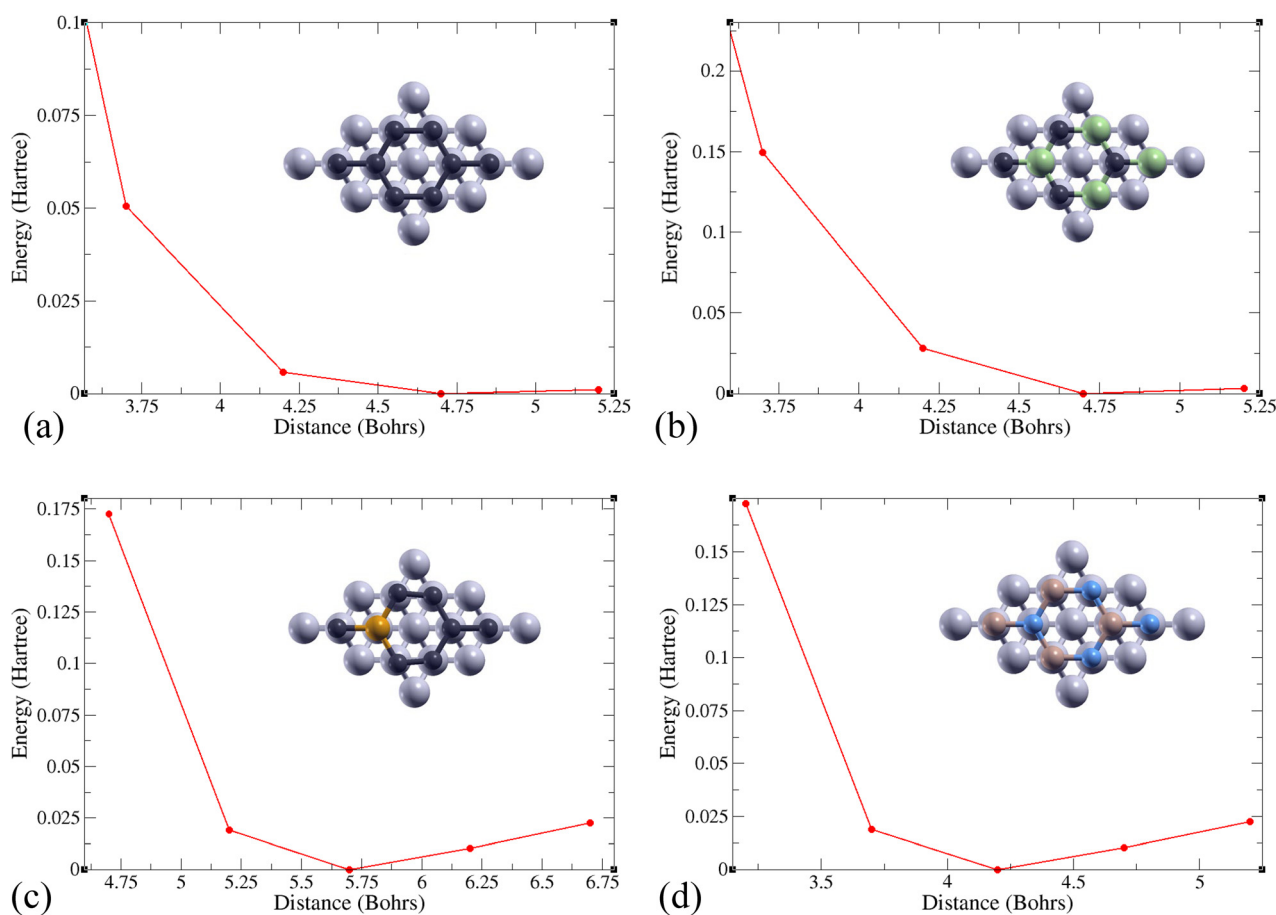 0.1
0.075
0.05
0.025
0
Energy (Hartree)
3.75 4 4.25 4.5 4.75 5 5.25
Distance (Bohrs)
(a)
0.2
0.15
0.1
0.05
0
Energy (Hartree)
3.75 4 4.25 4.5 4.75 5 5.25
Distance (Bohrs)
(b)
0.175
0.15
0.125
0.1
0.075
0.05
0.025
0
Energy (Hartree)
4.75 5 5.25 5.5 5.75 6 6.25 6.5 6.75
Distance (Bohrs)
(c)
0.15
0.125
0.1
0.075
0.05
0.025
0
Energy (Hartree)
3.5 4 4.5 5
Distance (Bohrs)
(d)